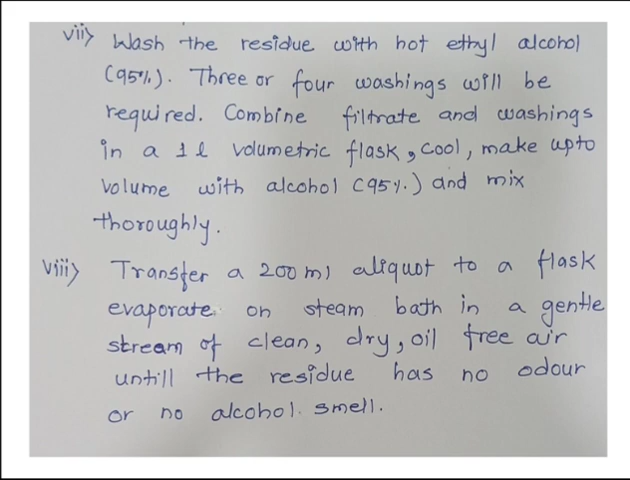 vii> Wash the residue with hot ethyl alcohol
(95%). Three or four washings will be
required. Combine filtrate and washings
in a 1 l volumetric flask, cool, make upto
volume with alcohol (95%.) and mix
thoroughly.
viii> Transfer a 200 ml aliquot to a flask
evaporate on steam bath in a gentle
stream of clean, dry, oil free air
untill the residue has no odour
or no alcohol. smell.